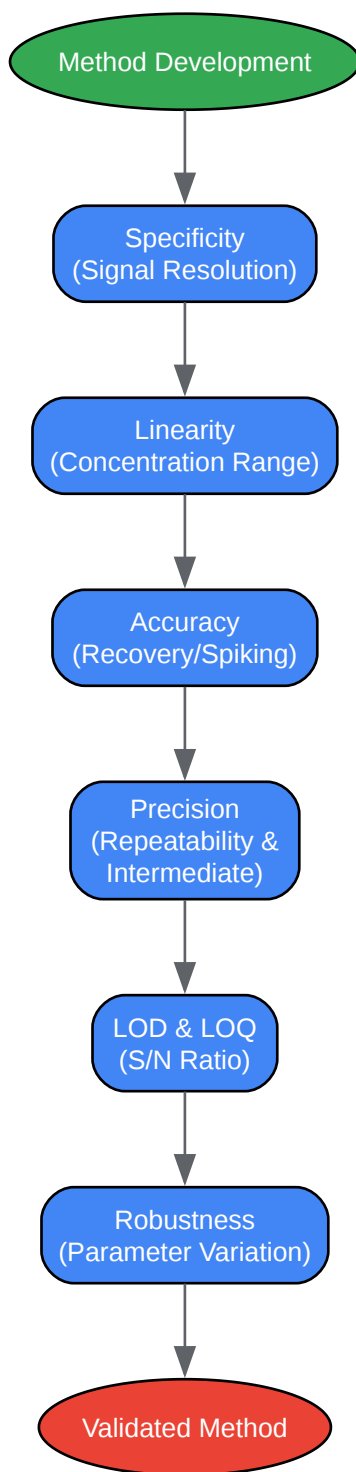 Method Development
Specificity
(Signal Resolution)
Linearity
(Concentration Range)
Accuracy
(Recovery/Spiking)
Precision
(Repeatability &
Intermediate)
LOD & LOQ
(S/N Ratio)
Robustness
(Parameter Variation)
Validated Method